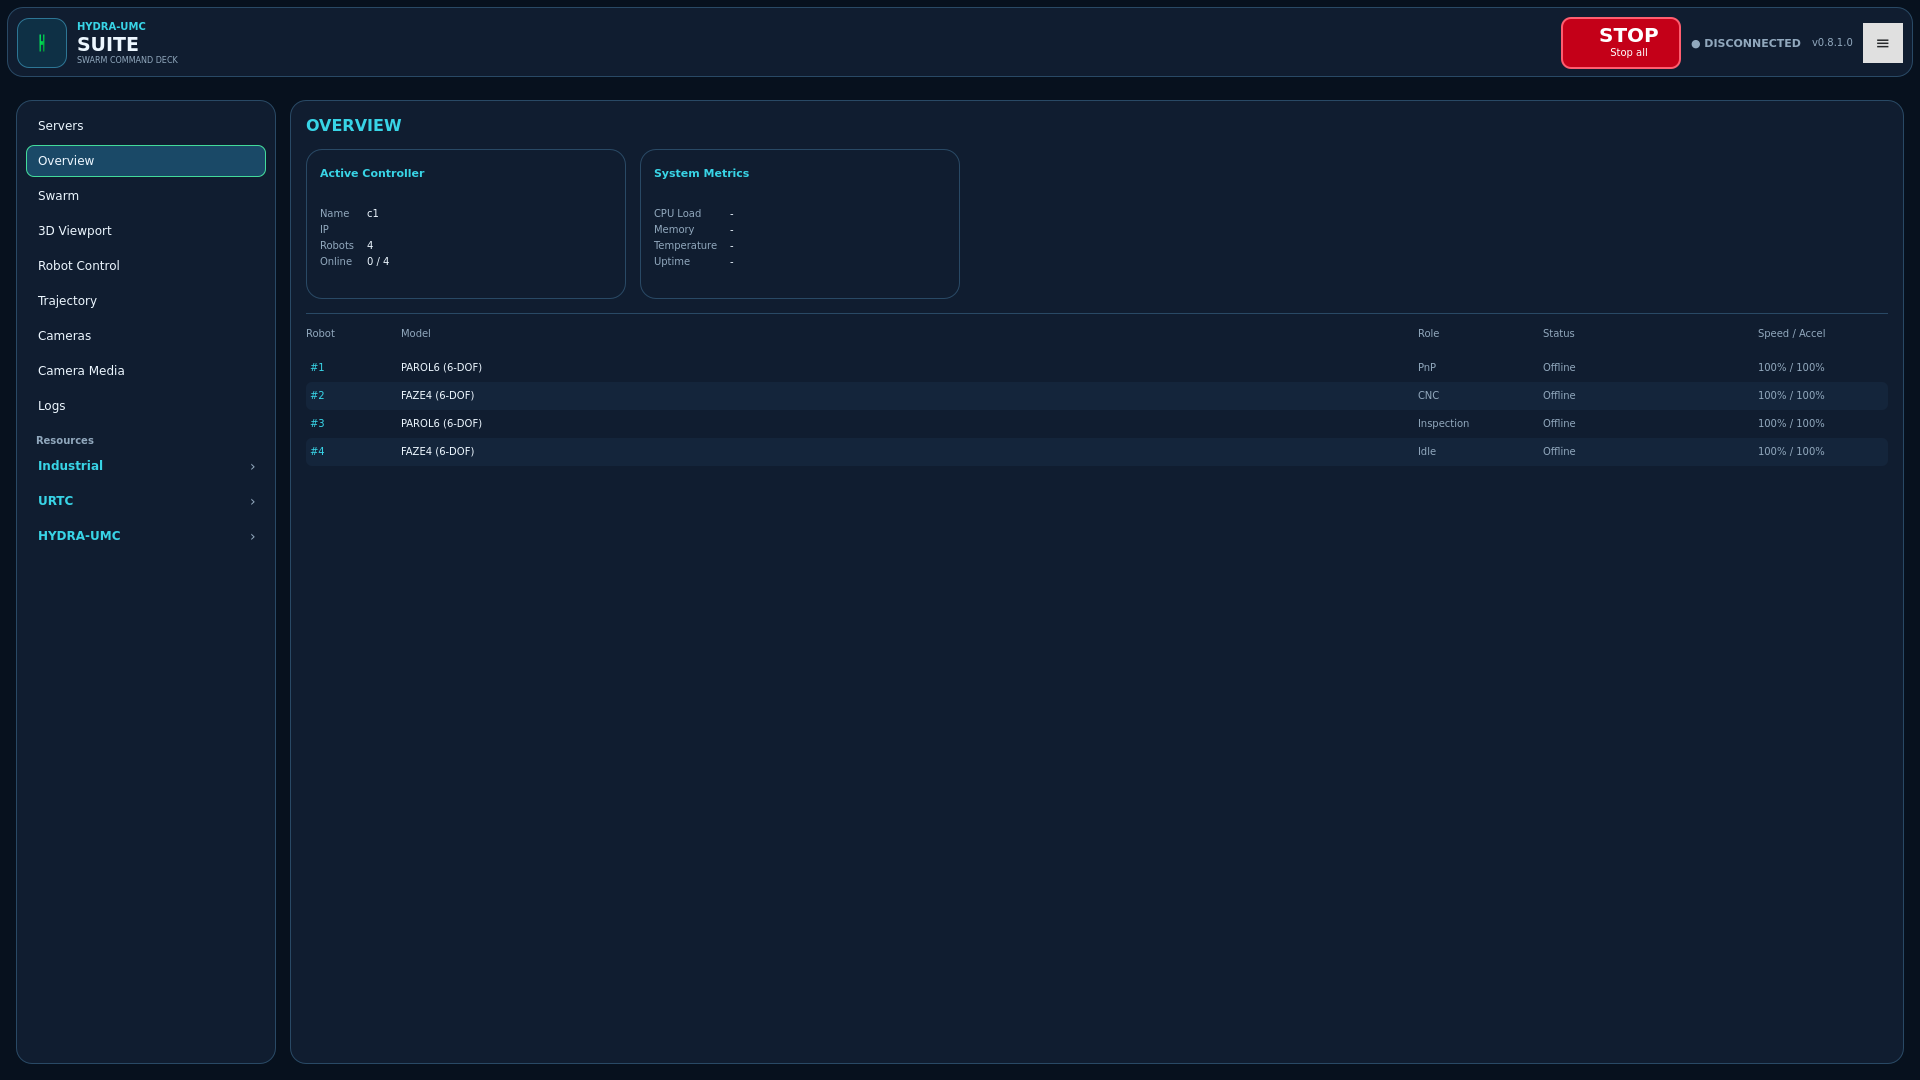 HYDRA-UMC
SUITE
SWARM COMMAND DECK
STOP
Stop all
● DISCONNECTED
v0.8.1.0
≡
Servers
Overview
Swarm
3D Viewport
Robot Control
Trajectory
Cameras
Camera Media
Logs
Resources
Industrial ›
URTC ›
HYDRA-UMC ›
OVERVIEW
Active Controller
Name c1
IP
Robots 4
Online 0 / 4
System Metrics
CPU Load -
Memory -
Temperature -
Uptime -
Robot Model Role Status Speed / Accel
#1 PAROL6 (6-DOF) PnP Offline 100% / 100%
#2 FAZE4 (6-DOF) CNC Offline 100% / 100%
#3 PAROL6 (6-DOF) Inspection Offline 100% / 100%
#4 FAZE4 (6-DOF) Idle Offline 100% / 100%